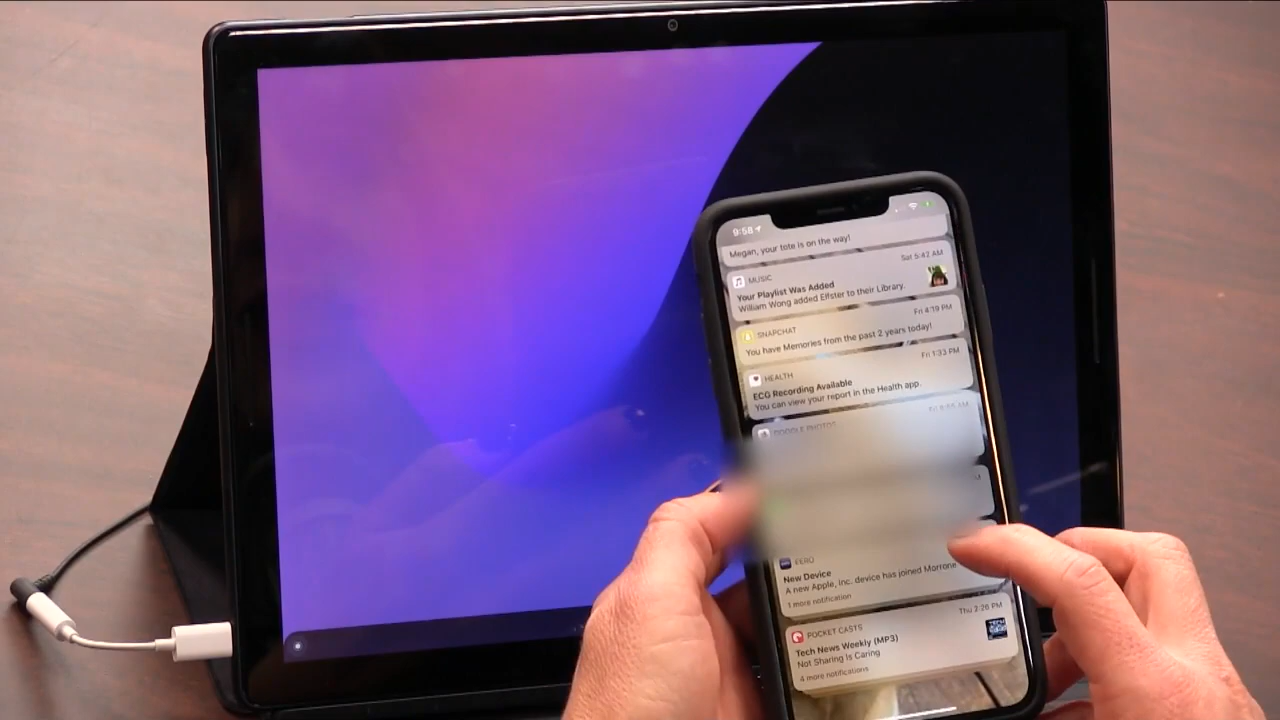 9:58
Megan, your tote is on the way!
MUSIC Sat 5:42 AM
Your Playlist Was Added
William Wong added Elfster to their Library.
SNAPCHAT Fri 4:19 PM
You have Memories from the past 2 years today!
HEALTH Fri 1:33 PM
ECG Recording Available
You can view your report in the Health app.
GOOGLE PHOTOS Fri AM
EERO
New Device
A new Apple, Inc. device has joined Morrone
1 more notification
POCKET CASTS Thu 2:26 PM
Tech News Weekly (MP3)
Not Sharing Is Caring
4 more notifications
TECH